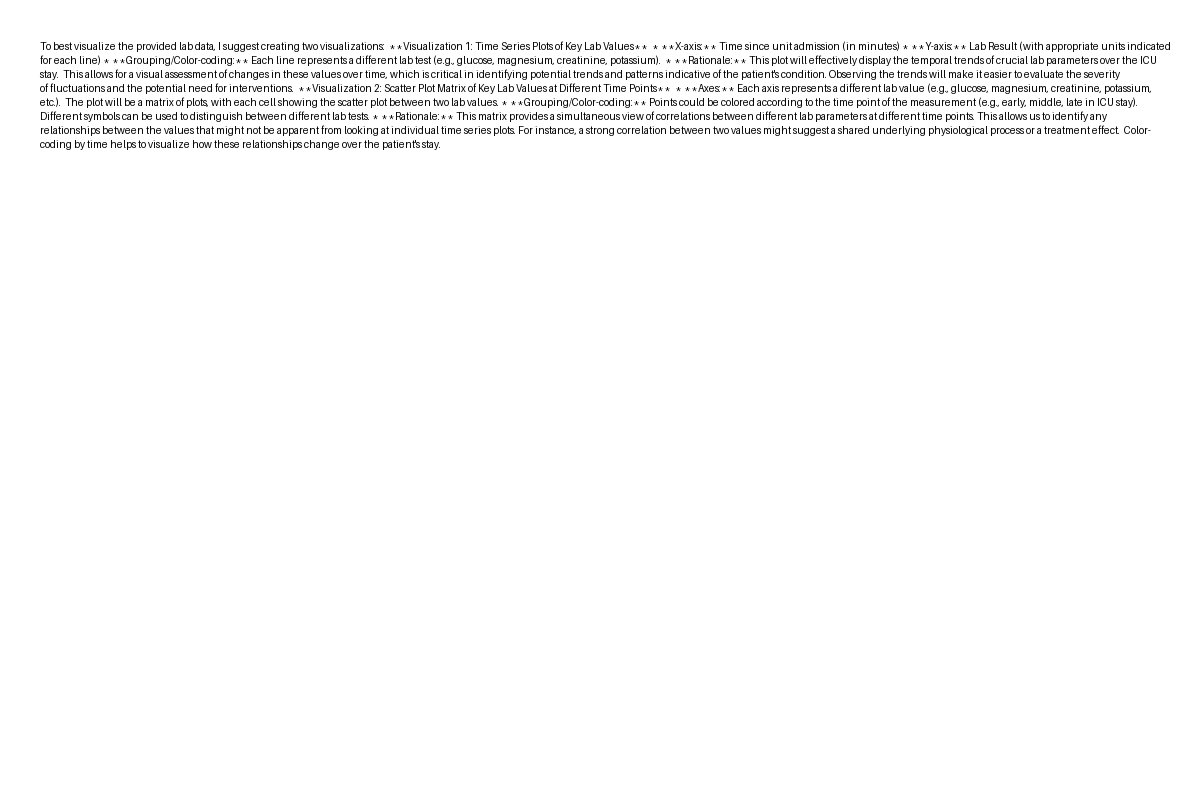 To best visualize the provided lab data, I suggest creating two visualizations:  **Visualization 1: Time Series Plots of Key Lab Values**  * **X-axis:** Time since unit admission (in minutes) * **Y-axis:** Lab Result (with appropriate units indicated
for each line) * **Grouping/Color-coding:** Each line represents a different lab test (e.g., glucose, magnesium, creatinine, potassium).  * **Rationale:** This plot will effectively display the temporal trends of crucial lab parameters over the ICU
stay.  This allows for a visual assessment of changes in these values over time, which is critical in identifying potential trends and patterns indicative of the patient's condition. Observing the trends will make it easier to evaluate the severity
of fluctuations and the potential need for interventions.  **Visualization 2: Scatter Plot Matrix of Key Lab Values at Different Time Points**  * **Axes:** Each axis represents a different lab value (e.g., glucose, magnesium, creatinine, potassium,
etc.).  The plot will be a matrix of plots, with each cell showing the scatter plot between two lab values. * **Grouping/Color-coding:** Points could be colored according to the time point of the measurement (e.g., early, middle, late in ICU stay).
Different symbols can be used to distinguish between different lab tests. * **Rationale:** This matrix provides a simultaneous view of correlations between different lab parameters at different time points. This allows us to identify any
relationships between the values that might not be apparent from looking at individual time series plots. For instance, a strong correlation between two values might suggest a shared underlying physiological process or a treatment effect.  Color-
coding by time helps to visualize how these relationships change over the patient's stay.